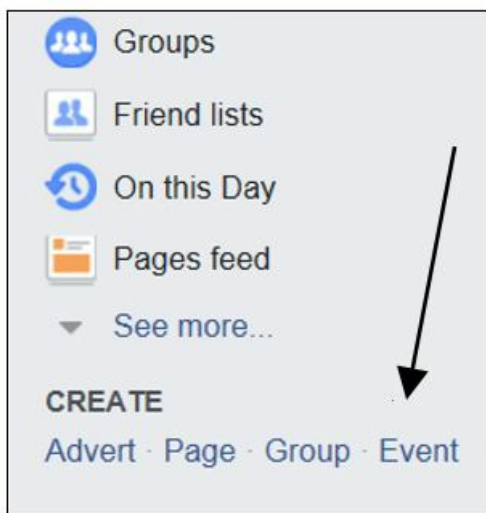 Groups
Friend lists
On this Day
Pages feed
See more...
CREATE
Advert · Page · Group · Event